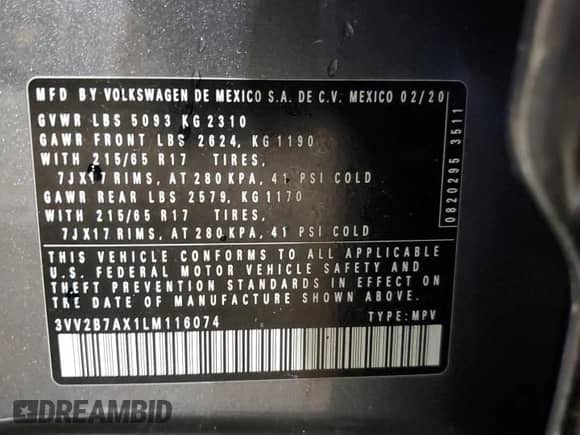 MFD BY VOLKSWAGEN DE MEXICO S.A. DE C.V. MEXICO 02/20
GVWR LBS 5093 KG 2310
GAWR FRONT LBS 2624, KG 1190
WITH 215/65 R17 TIRES,
7JX17 RIMS, AT 280 KPA, 41 PSI COLD
GAWR REAR LBS 2579, KG 1170
WITH 215/65 R17 TIRES,
7JX17 RIMS, AT 280 KPA, 41 PSI COLD
THIS VEHICLE CONFORMS TO ALL APPLICABLE
U.S. FEDERAL MOTOR VEHICLE SAFETY AND
THEFT PREVENTION STANDARDS IN EFFECT ON
THE DATE OF MANUFACTURE SHOWN ABOVE.
3VV2B7AX1LM116074 TYPE: MPV
0820295 3511
DREAMBID